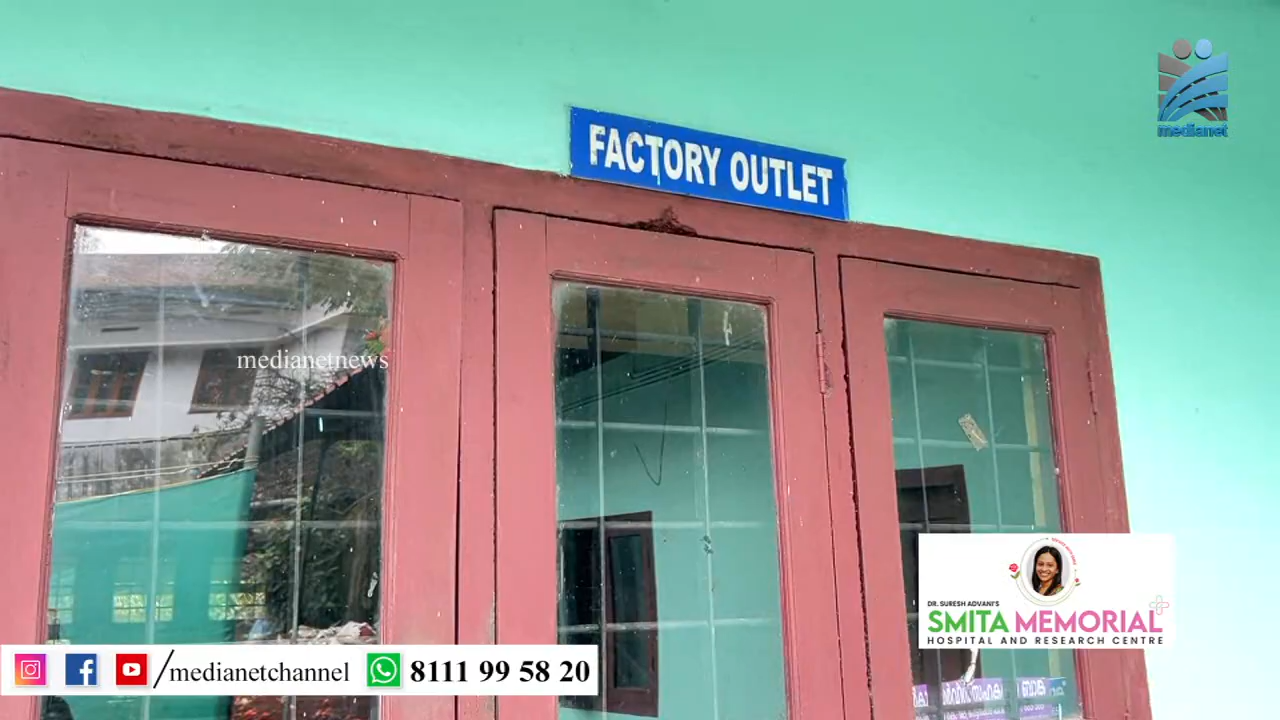 medianet
FACTORY OUTLET
medianetnews
DR. SURESH ADVANI'S
SMITA MEMORIAL
HOSPITAL AND RESEARCH CENTRE
/medianetchannel
8111 99 58 20